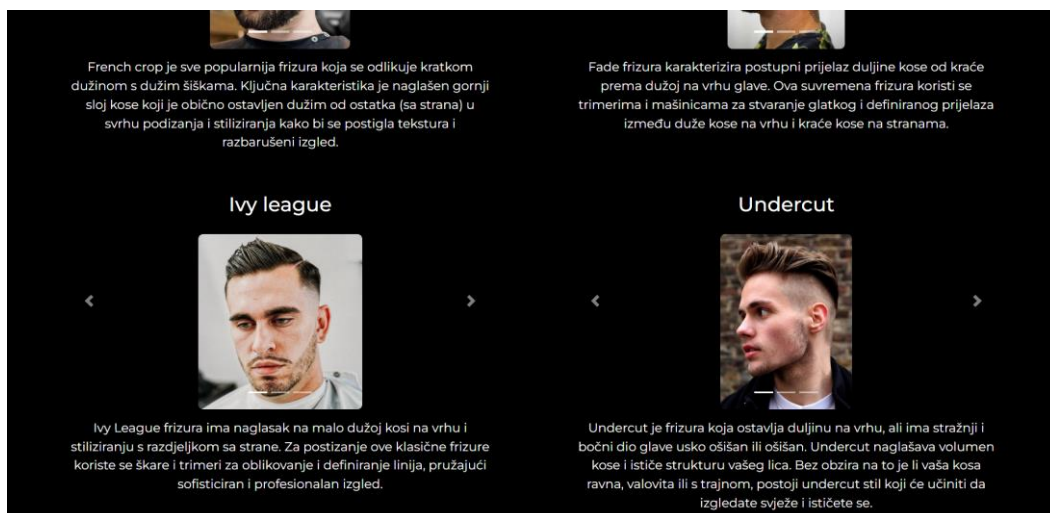 French crop je sve popularnija frizura koja se odlikuje kratkom
dužinom s dužim šiškama. Ključna karakteristika je naglašen gornji
sloj kose koji je obično ostavljen dužim od ostatka (sa strana) u
svrhu podizanja i stiliziranja kako bi se postigla tekstura i
razbarušeni izgled.
Fade frizura karakterizira postupni prijelaz duljine kose od kraće
prema dužoj na vrhu glave. Ova suvremena frizura koristi se
trimerima i mašinicama za stvaranje glatkog i definiranog prijelaza
između duže kose na vrhu i kraće kose na stranama.
Ivy league
Ivy League frizura ima naglasak na malo dužoj kosi na vrhu i
stiliziranju s razdjeljkom sa strane. Za postizanje ove klasične frizure
koriste se škare i trimeri za oblikovanje i definiranje linija, pružajući
sofisticiran i profesionalan izgled.
Undercut
Undercut je frizura koja ostavlja duljinu na vrhu, ali ima stražnji i
bočni dio glave usko ošišan ili ošišan. Undercut naglašava volumen
kose i ističe strukturu vašeg lica. Bez obzira na to je li vaša kosa
ravna, valovita ili s trajnom, postoji undercut stil koji će učiniti da
izgledate svježe i ističete se.